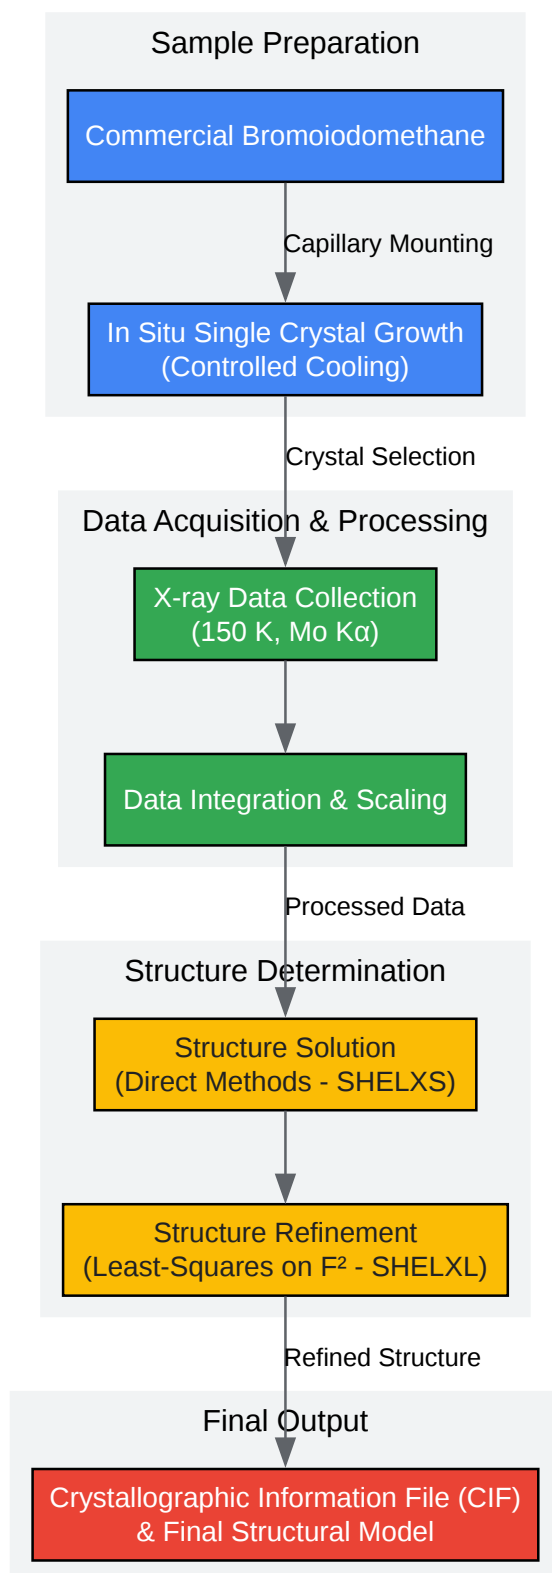 Sample Preparation
Commercial Bromoiodomethane
Capillary Mounting
In Situ Single Crystal Growth
(Controlled Cooling)
Crystal Selection
Data Acquisition & Processing
X-ray Data Collection
(150 K, Mo Kα)
Data Integration & Scaling
Processed Data
Structure Determination
Structure Solution
(Direct Methods - SHELXS)
Structure Refinement
(Least-Squares on F² - SHELXL)
Refined Structure
Final Output
Crystallographic Information File (CIF)
& Final Structural Model